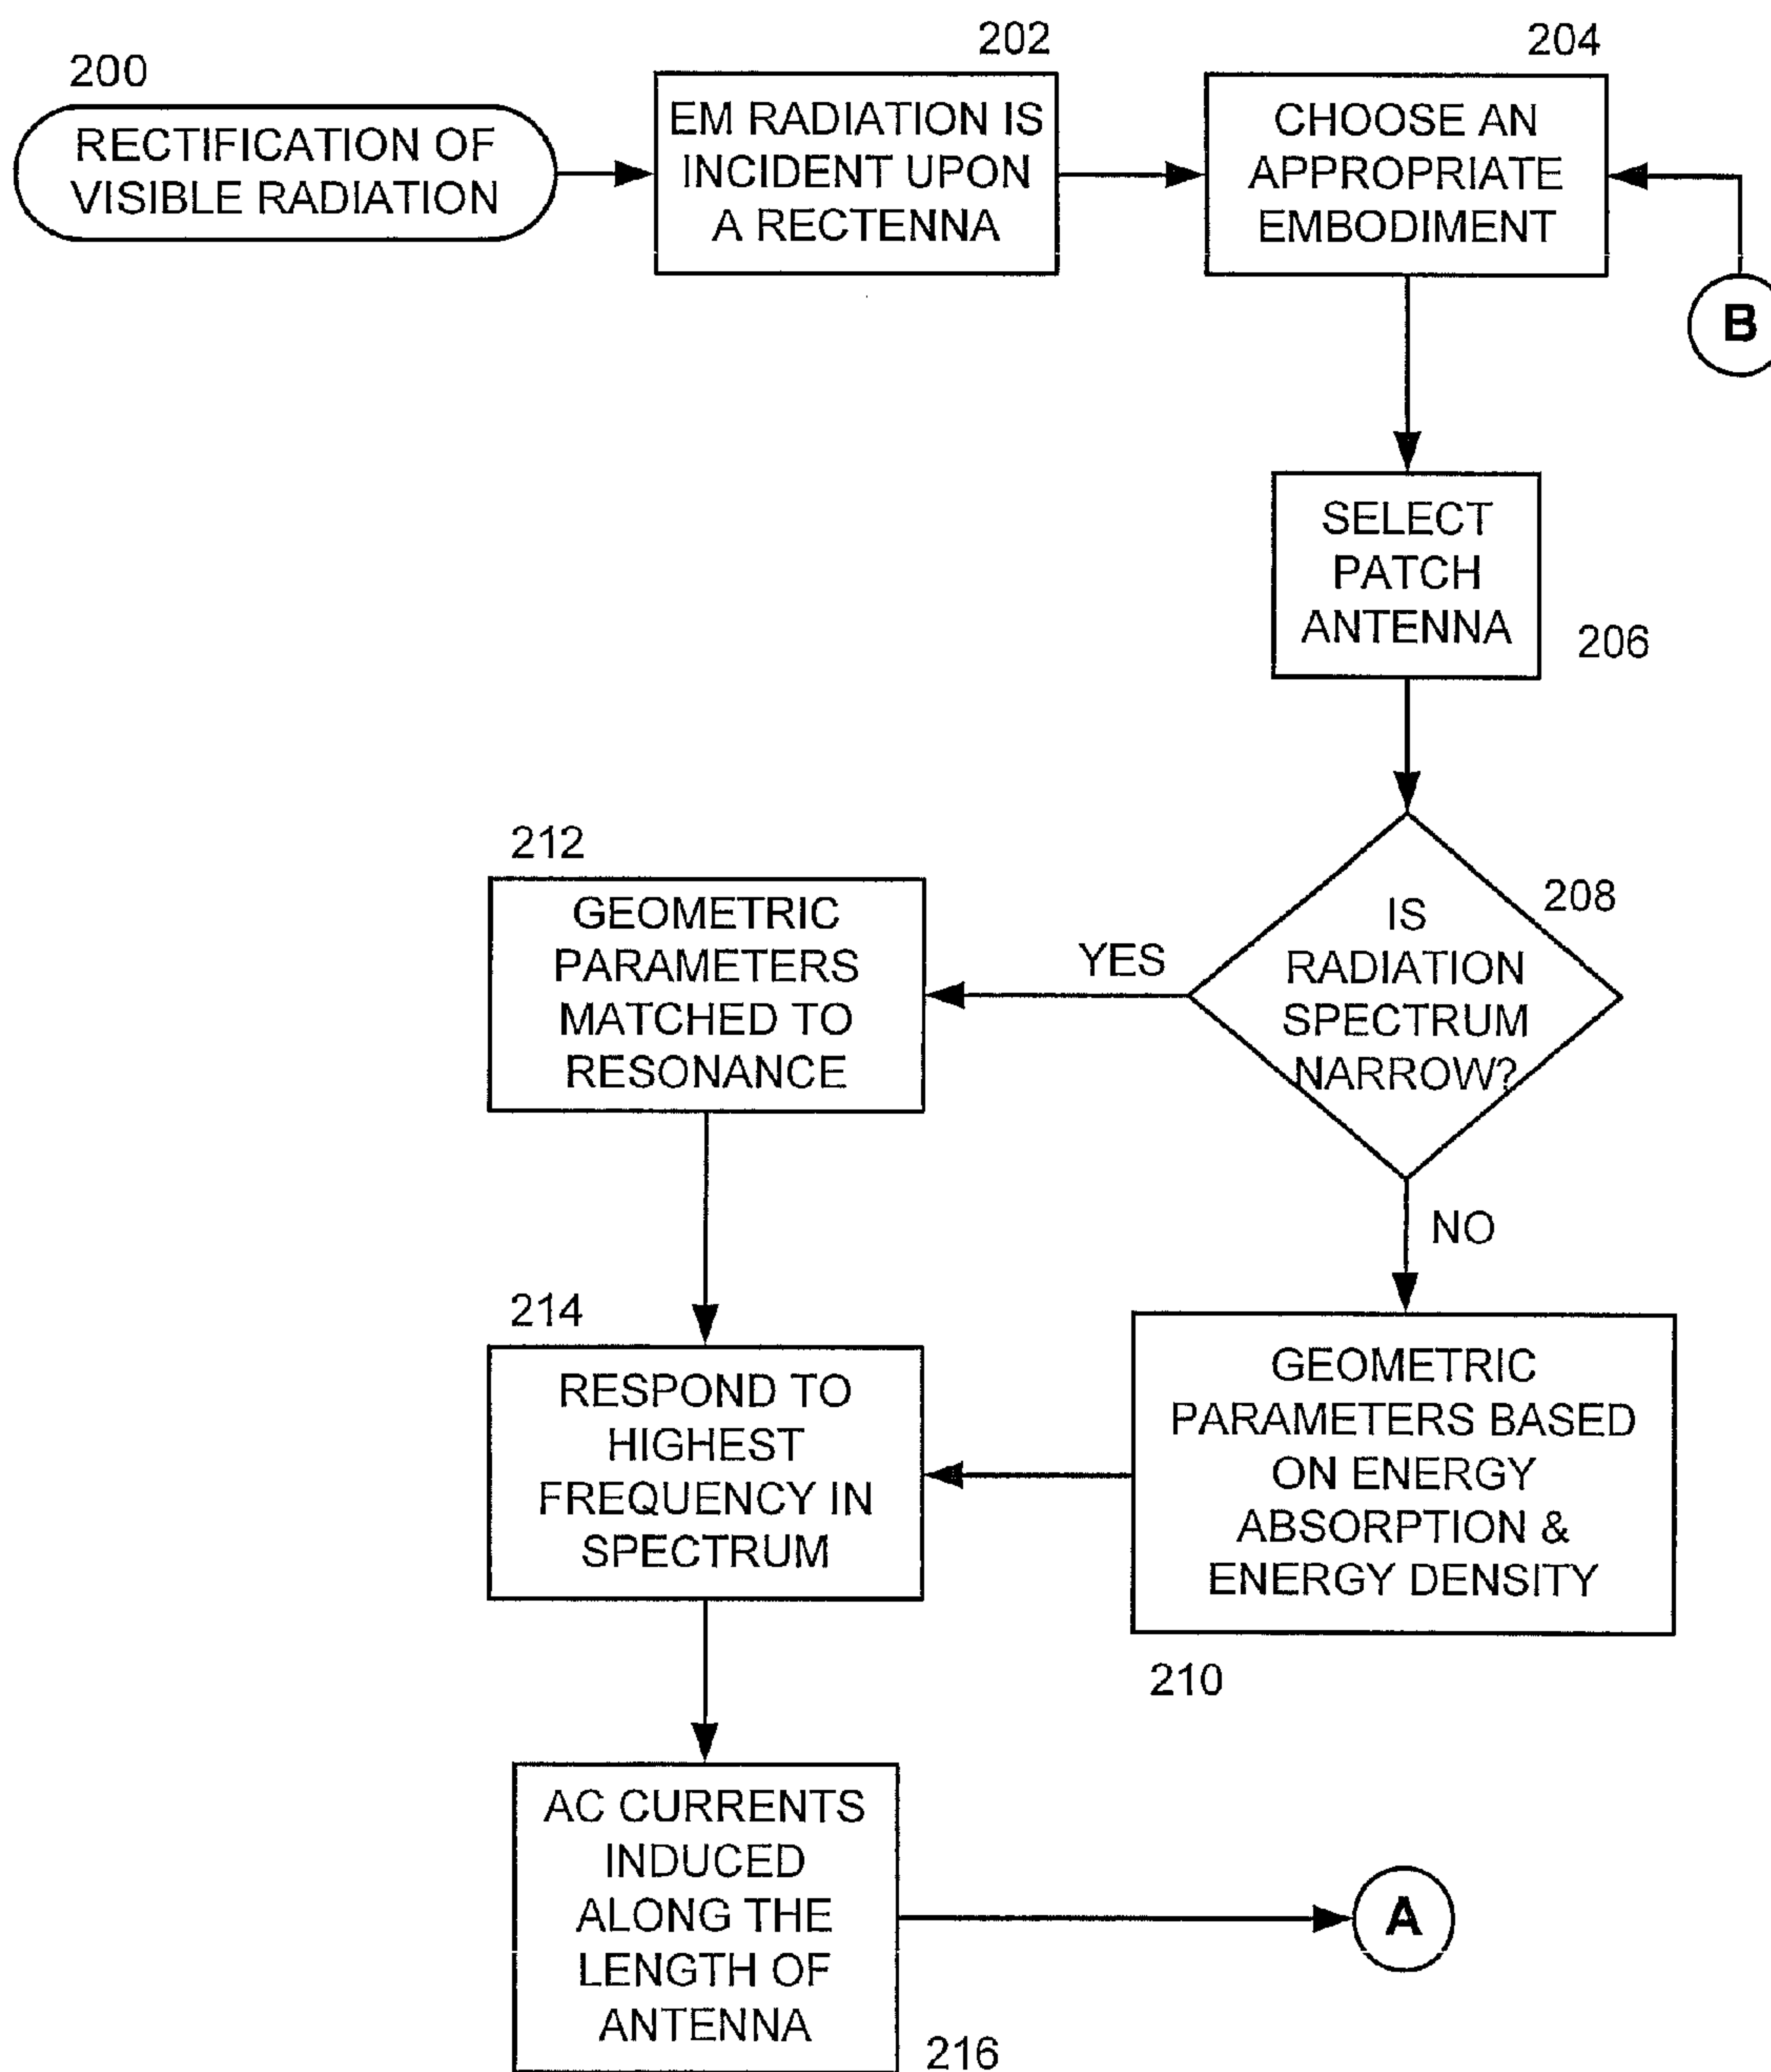 200
RECTIFICATION OF
VISIBLE RADIATION
202
EM RADIATION IS
INCIDENT UPON
A RECTENNA
204
CHOOSE AN
APPROPRIATE
EMBODIMENT
B
SELECT
PATCH
ANTENNA
206
208
IS
RADIATION
SPECTRUM
NARROW?
YES
NO
212
GEOMETRIC
PARAMETERS
MATCHED TO
RESONANCE
GEOMETRIC
PARAMETERS BASED
ON ENERGY
ABSORPTION &
ENERGY DENSITY
210
214
RESPOND TO
HIGHEST
FREQUENCY IN
SPECTRUM
AC CURRENTS
INDUCED
ALONG THE
LENGTH OF
ANTENNA
216
A